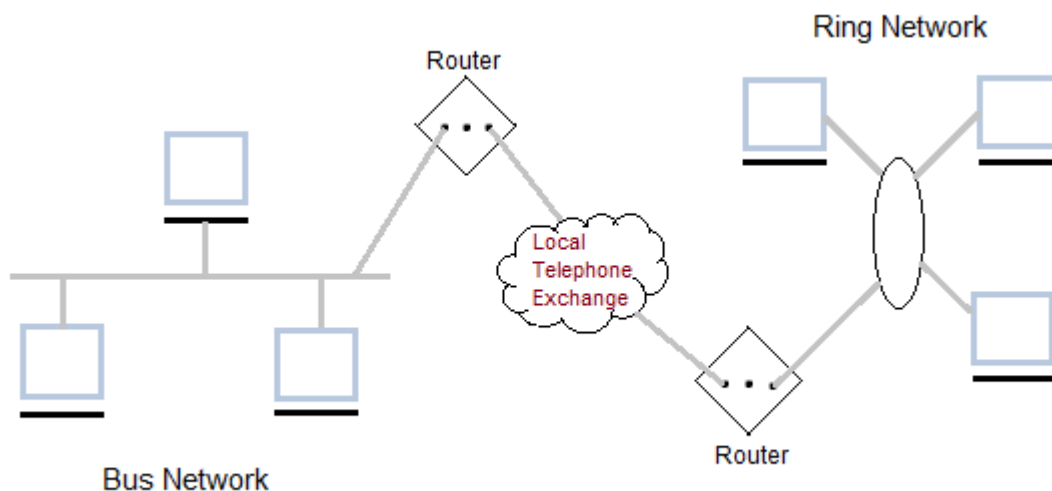 Ring Network
Router
Local
Telephone
Exchange
Router
Bus Network